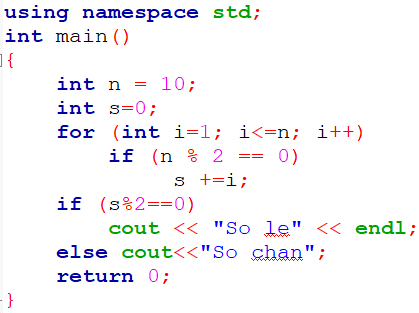 using namespace std;
int main()
{
int n = 10;
int s=0;
for (int i=1; i<=n; i++)
if (n % 2 == 0)
s +=i;
if (s%2==0)
cout << "So le" << endl;
else cout<<"So chan";
return 0;
}